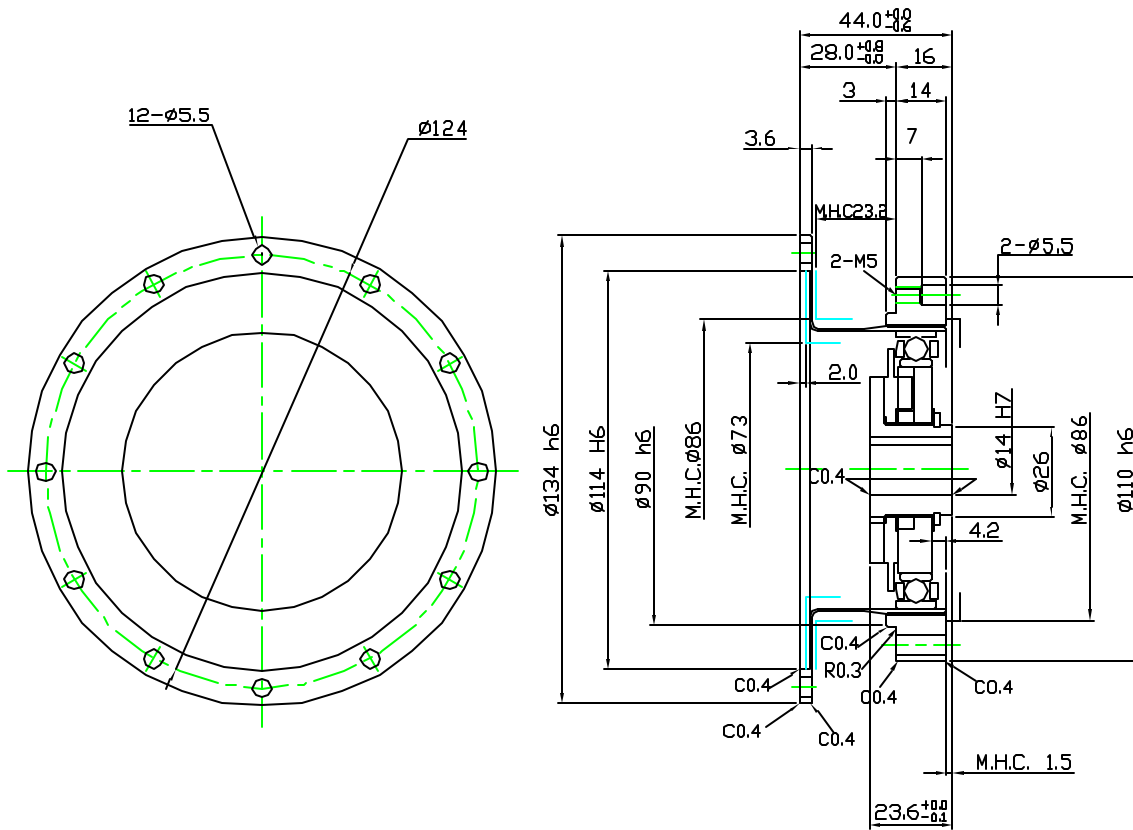 44.0 +0.0 -0.6
28.0 +0.8 -0.0
16
3
14
12-Ø5.5
Ø124
3.6
7
M.H.C23.2
2-Ø5.5
2-M5
2.0
Ø134 h6
Ø114 H6
Ø90 h6
M.H.C.Ø86
M.H.C. Ø73
C0.4
Ø14 H7
Ø26
M.H.C. Ø86
Ø110 h6
4.2
C0.4
R0.3
C0.4
C0.4
C0.4
C0.4
C0.4
M.H.C. 1.5
23.6 +0.0 -0.1